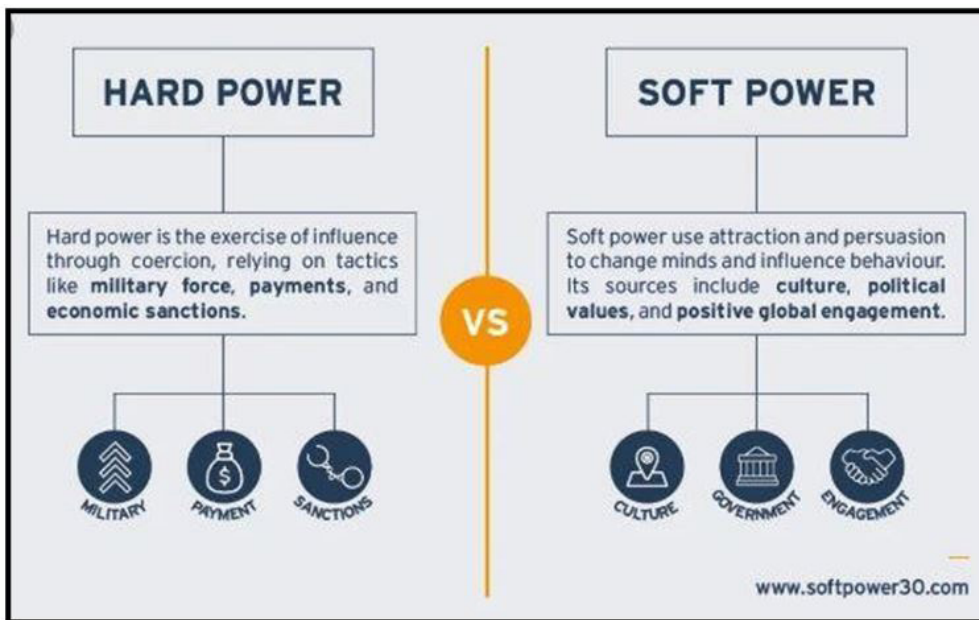 HARD POWER
Hard power is the exercise of influence
through coercion, relying on tactics
like military force, payments, and
economic sanctions.
$
MILITARY
PAYMENT
SANCTIONS
VS
SOFT POWER
Soft power use attraction and persuasion
to change minds and influence behaviour.
Its sources include culture, political
values, and positive global engagement.
CULTURE
GOVERNMENT
ENGAGEMENT
www.softpower30.com